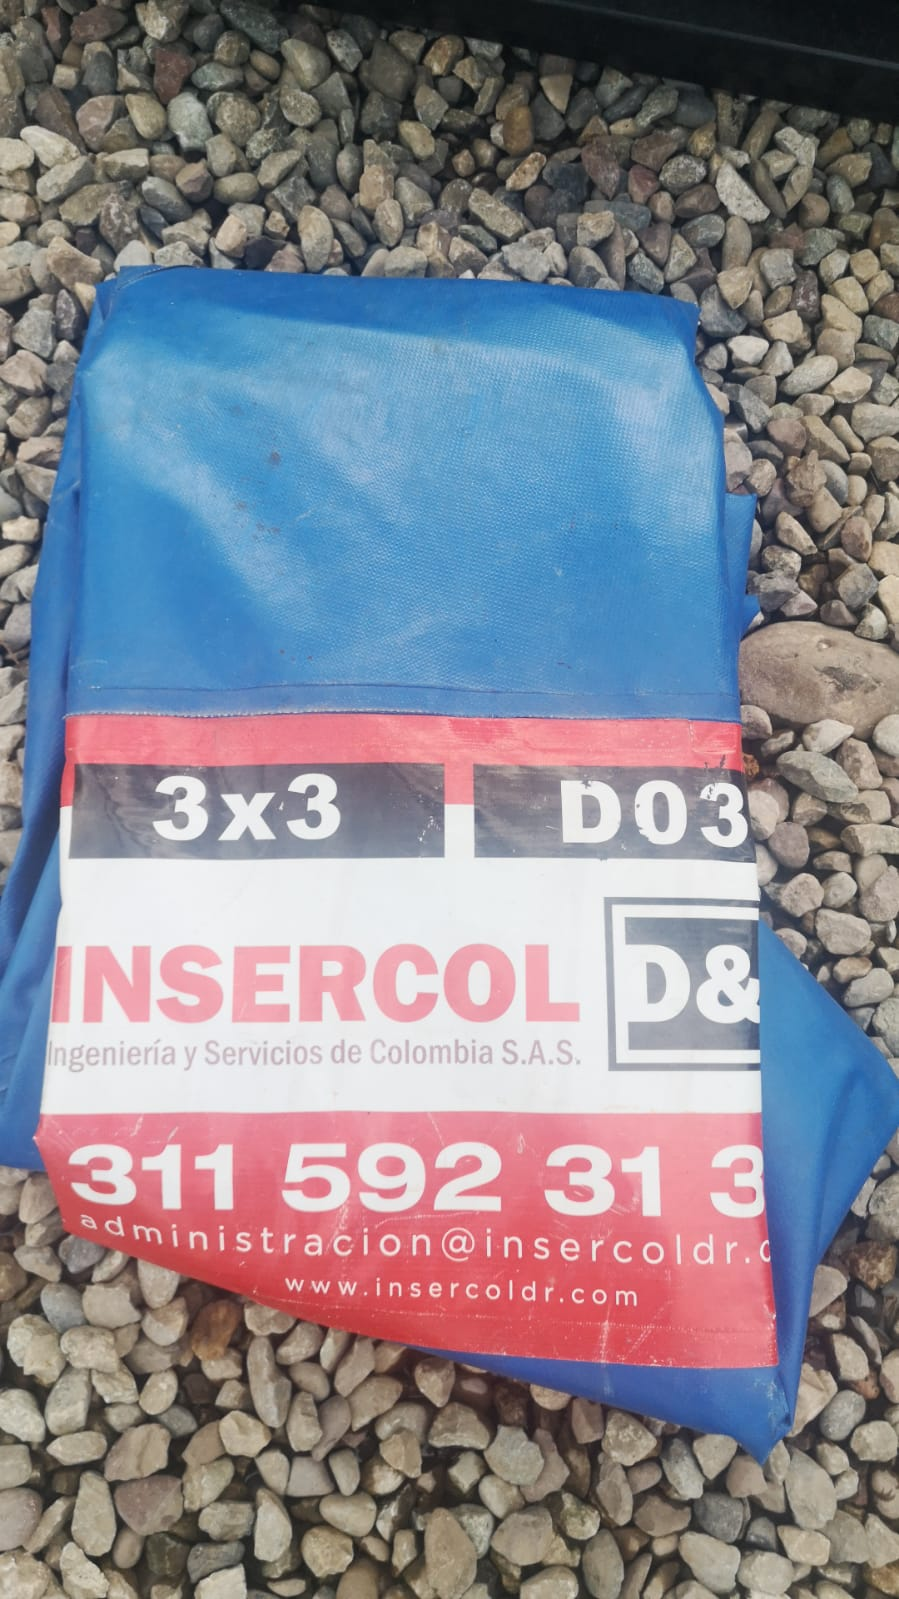 3x3 D03
INSERCOL D&
Ingeniería y Servicios de Colombia S.A.S.
311 592 31 3
administracion@insercoldr.c
www.insercoldr.com